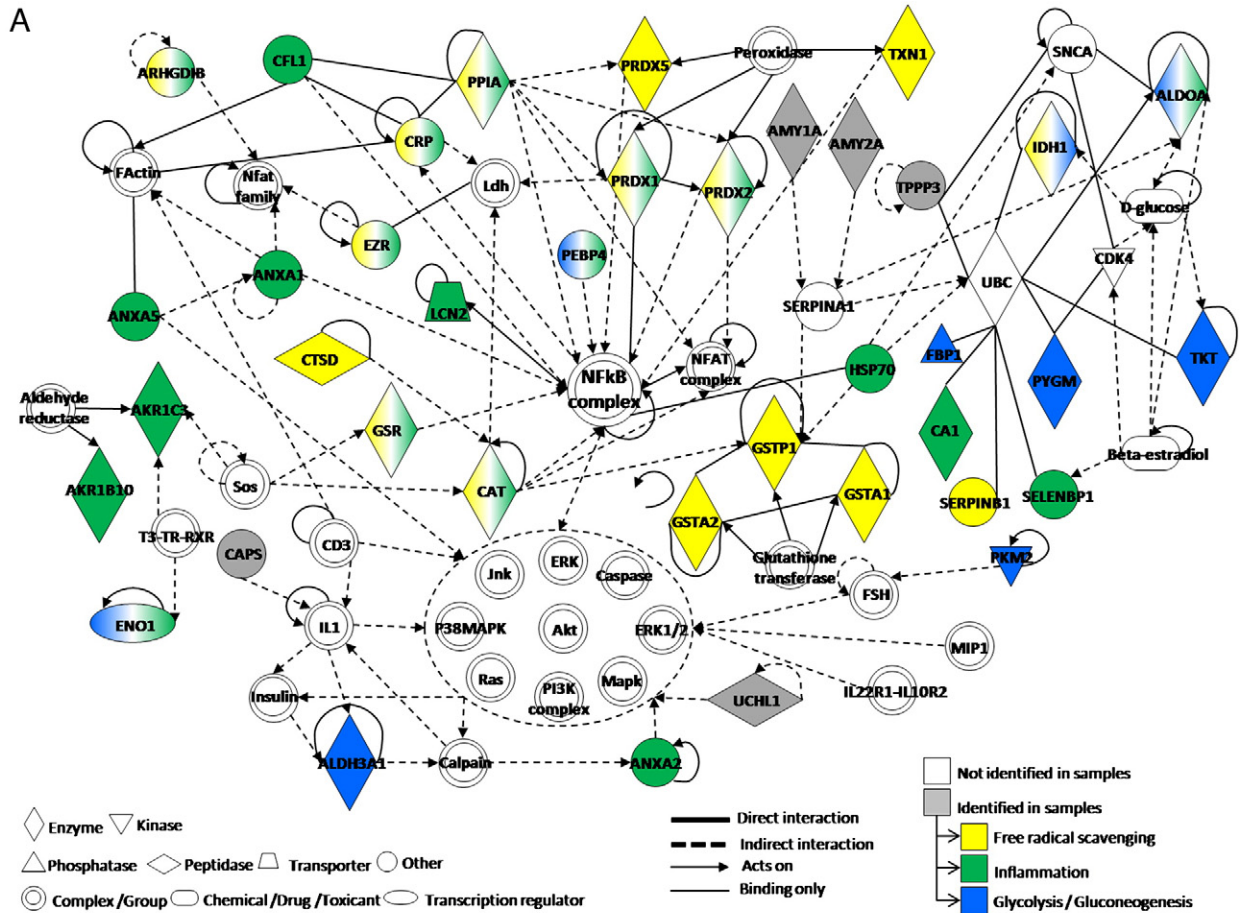 A
ARHGDIB
CFL1
PPIA
PRDX5
Peroxidase
TXN1
SNCA
ALDOA
CRP
AMY1A
AMY2A
IDH1
FActin
Nfat
family
Ldh
PRDX1
PRDX2
TPPP3
D-glucose
EZR
PEBP4
CDK4
ANXA1
UBC
SERPINA1
LCN2
ANXA5
CTSD
NFkB
complex
NFAT
complex
HSP70
FBP1
PYGM
TKT
Aldehyde
reductase
AKR1C3
GSR
CA1
GSTP1
Beta-estradiol
AKR1B10
Sos
CAT
GSTA1
SERPINB1
SELENBP1
GSTA2
T3-TR-RXR
CAPS
CD3
Jnk
ERK
Caspase
Glutathione
transferase
PKM2
FSH
ENO1
IL1
P38MAPK
Akt
ERK1/2
MIP1
Insulin
Ras
PI3K
complex
Mapk
UCHL1
IL22R1-IL10R2
ALDH3A1
Calpain
ANXA2
Not identified in samples
Identified in samples
Free radical scavenging
Inflammation
Glycolysis / Gluconeogenesis
Direct interaction
Indirect interaction
Acts on
Binding only
Enzyme
Kinase
Phosphatase
Peptidase
Transporter
Other
Complex /Group
Chemical /Drug /Toxicant
Transcription regulator